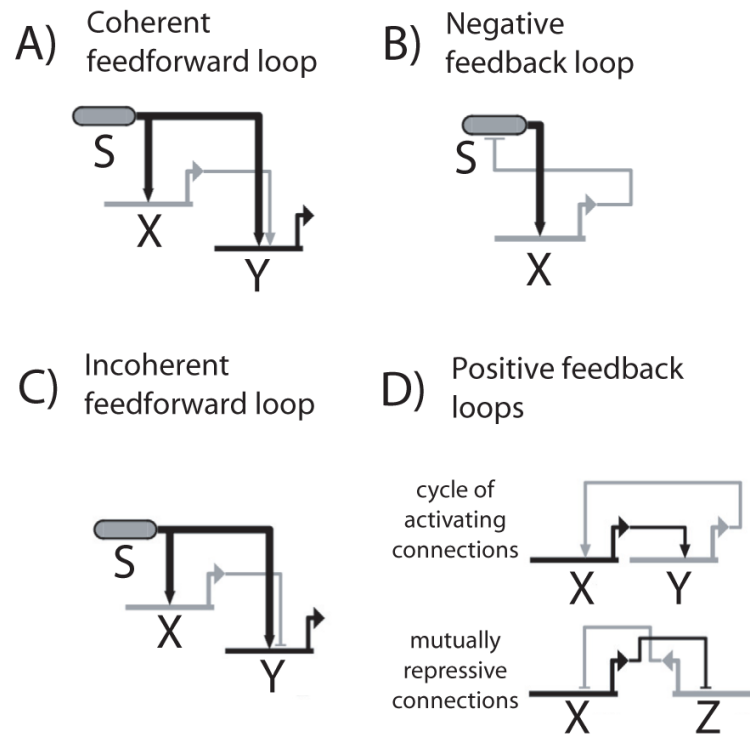 A)
Coherent
feedforward loop
S
X
Y
B)
Negative
feedback loop
S
X
C)
Incoherent
feedforward loop
S
X
Y
D)
Positive feedback
loops
cycle of
activating
connections
X
Y
mutually
repressive
connections
X
Z